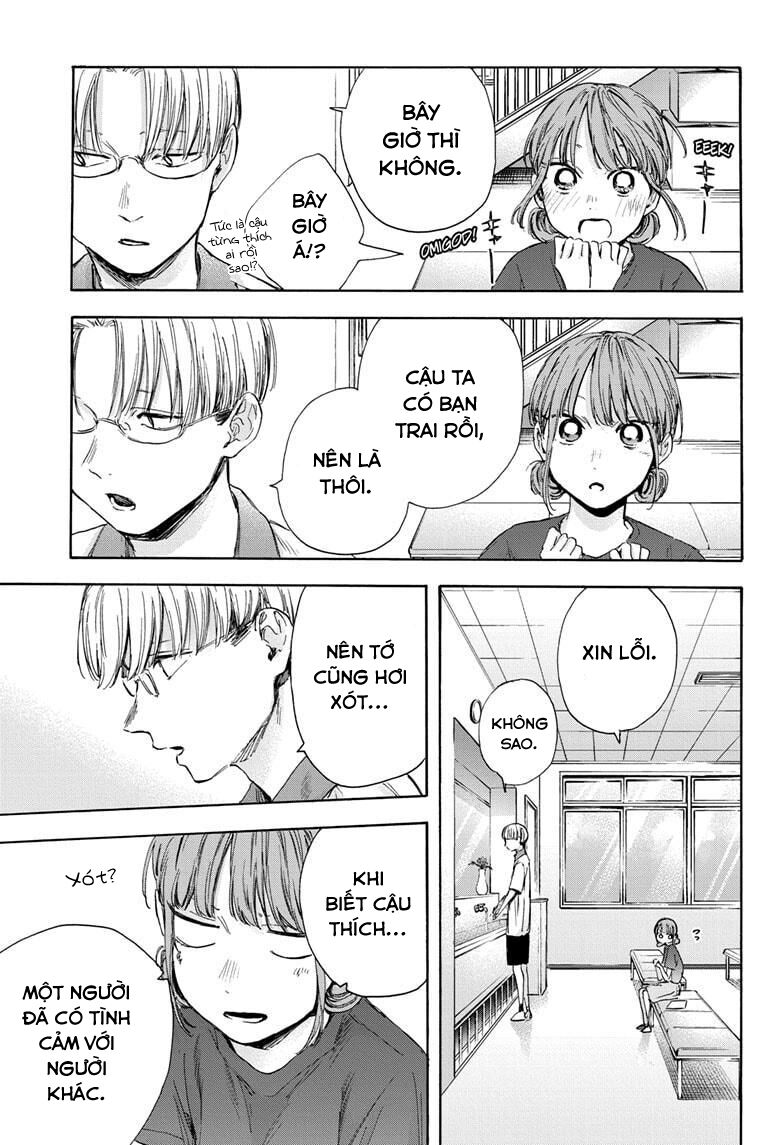 EEEK!
BÂY
GIỜ THÌ
KHÔNG.
OMIGOD!
BÂY
GIỜ
Á!?
Tức là cậu
từng thích
ai rồi
sao!?
CẬU TA
CÓ BẠN
TRAI RỒI,
NÊN LÀ
THÔI.
XIN LỖI.
KHÔNG
SAO.
??
NÊN TỚ
CŨNG HƠI
XÓT...
KHI
BIẾT CẬU
THÍCH...
Xót?
MỘT NGƯỜI
ĐÃ CÓ TÌNH
CẢM VỚI
NGƯỜI
KHÁC.